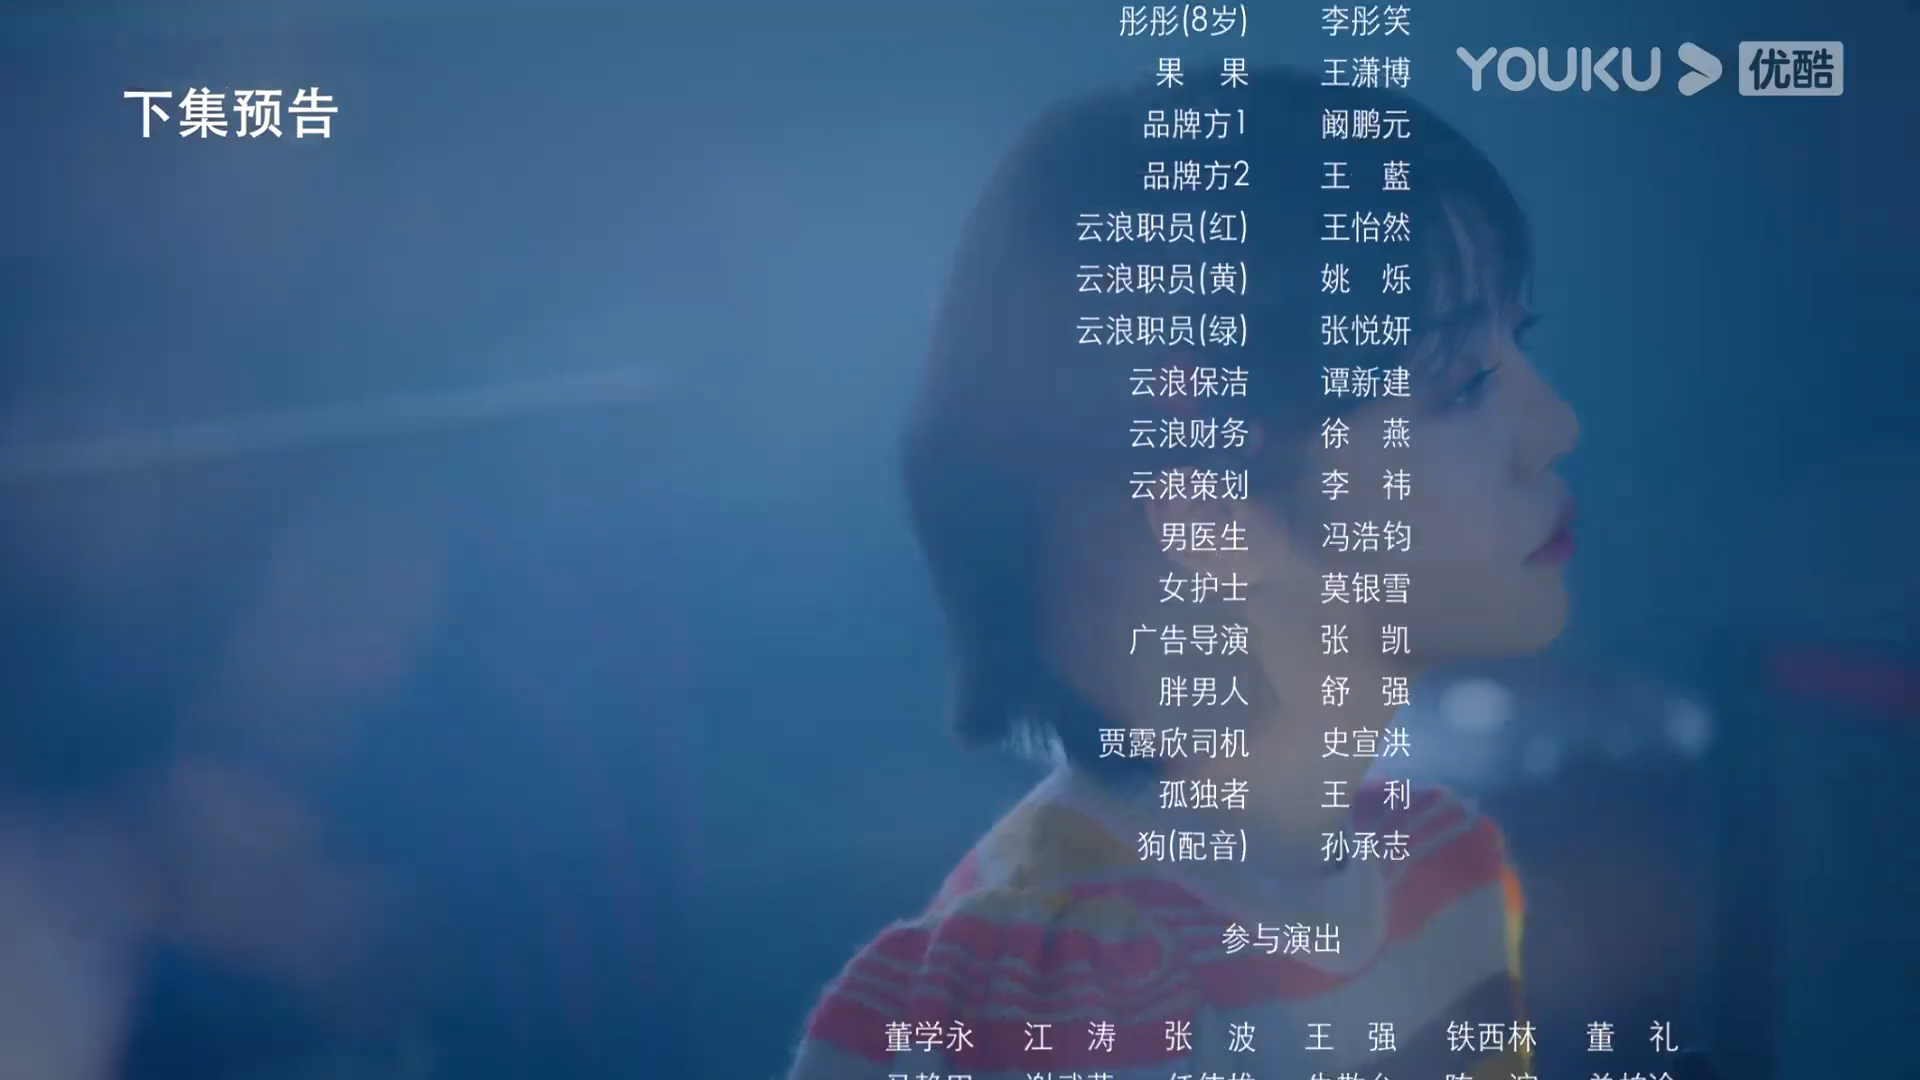 彤彤(8岁) 李彤笑
YOUKU 优酷
果 果 王潇博
下集预告
品牌方1 阚鹏元
品牌方2 王 藍
云浪职员(红) 王怡然
云浪职员(黄) 姚 烁
云浪职员(绿) 张悦妍
云浪保洁 谭新建
云浪财务 徐 燕
云浪策划 李 祎
男医生 冯浩钧
女护士 莫银雪
广告导演 张 凯
胖男人 舒 强
贾露欣司机 史宣洪
孤独者 王 利
狗(配音) 孙承志
参与演出
董学永 江 涛 张 波 王 强 铁西林 董 礼